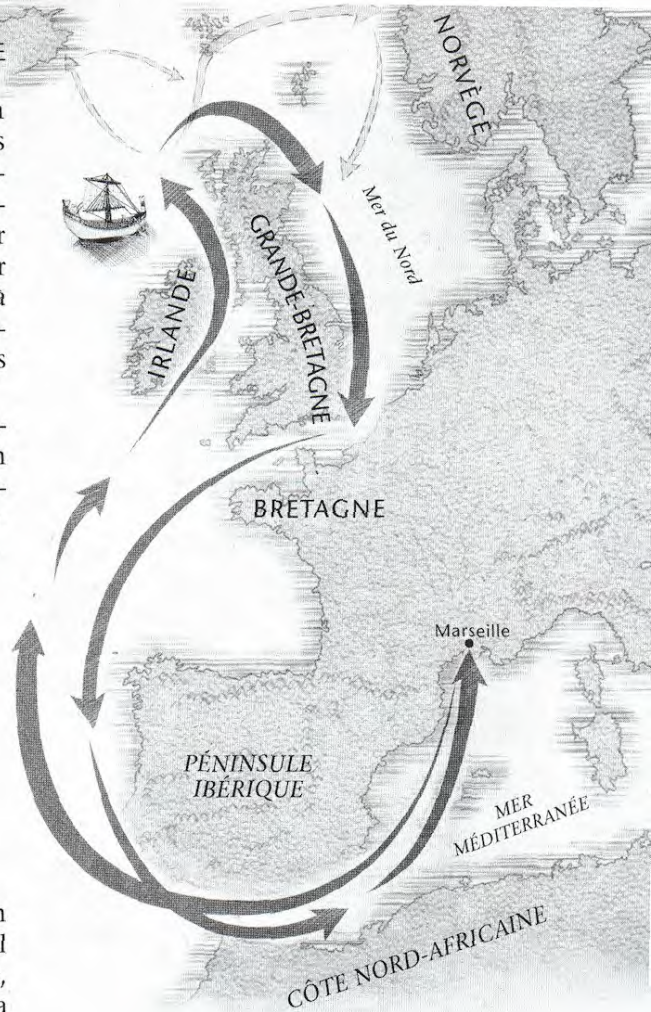 NORVÈGE
Mer du Nord
GRANDE-BRETAGNE
IRLANDE
BRETAGNE
Marseille
PÉNINSULE
IBÉRIQUE
MER
MÉDITERRANÉE
CÔTE NORD-AFRICAINE